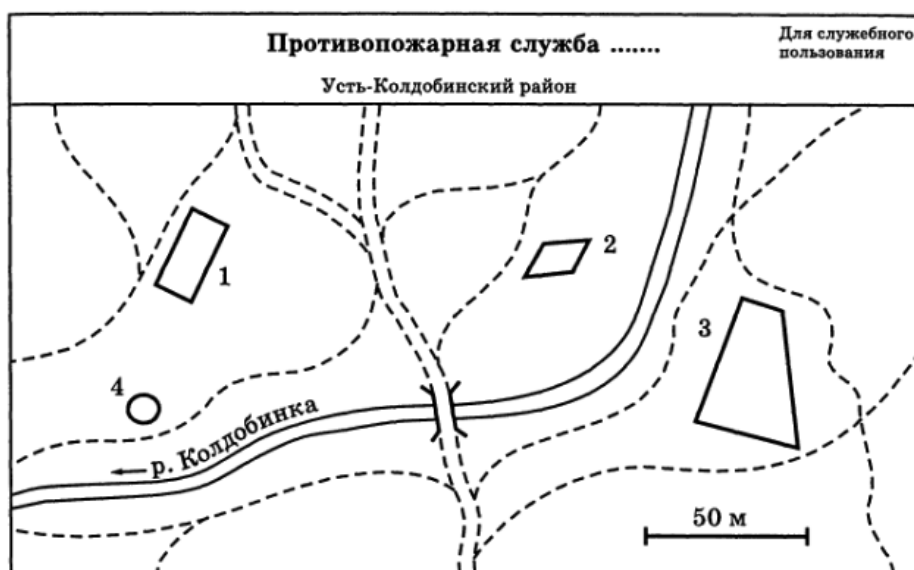 Противопожарная служба .......
Для служебного
пользования
Усть-Колдобинский район
1
2
3
4
р. Колдобинка
50 м